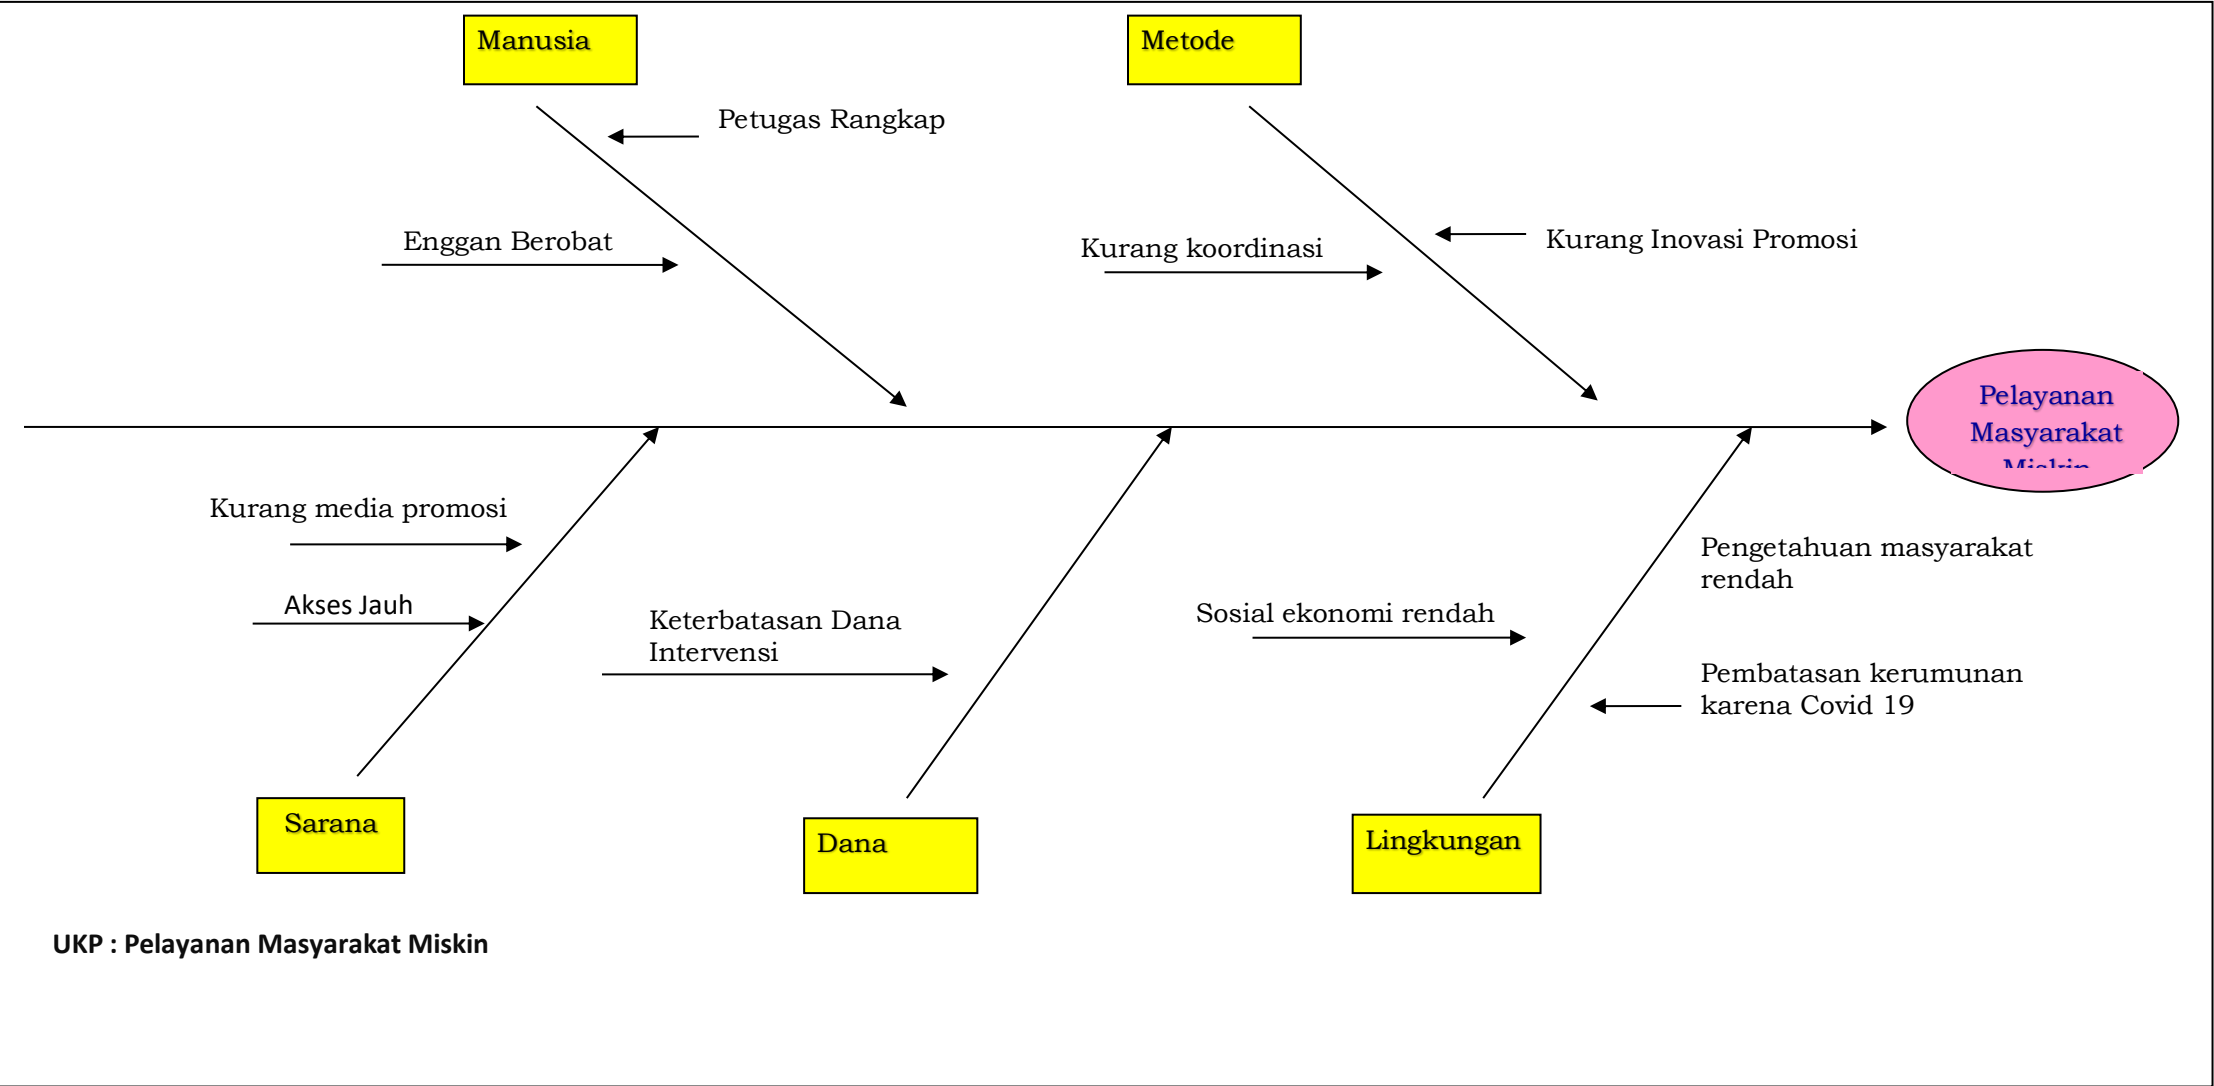 Manusia
Metode
Petugas Rangkap
Enggan Berobat
Kurang koordinasi
Kurang Inovasi Promosi
Pelayanan
Masyarakat
Miskin
Kurang media promosi
Akses Jauh
Keterbatasan Dana
Intervensi
Sosial ekonomi rendah
Pengetahuan masyarakat
rendah
Pembatasan kerumunan
karena Covid 19
Sarana
Dana
Lingkungan
UKP : Pelayanan Masyarakat Miskin